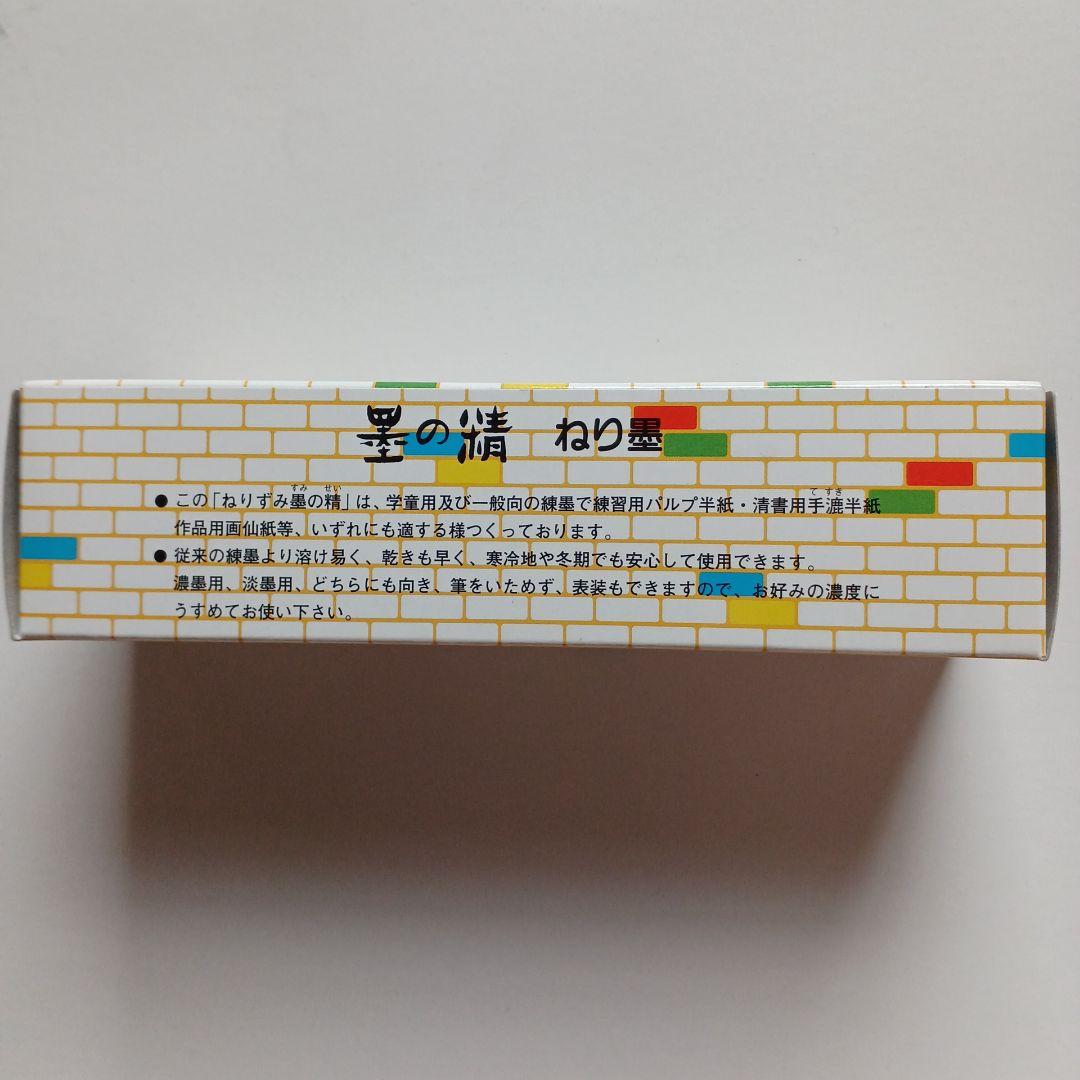 墨の精 ねり墨
● この「ねりずみ墨の精」は、学童用及び一般向の練墨で練習用パルプ半紙・清書用手漉半紙
すみ せい てすき
作品用画仙紙等、いずれにも適する様つくっております。
● 従来の練墨より溶け易く、乾きも早く、寒冷地や冬期でも安心して使用できます。
濃墨用、淡墨用、どちらにも向き、筆をいためず、表装もできますので、お好みの濃度に
うすめてお使い下さい。